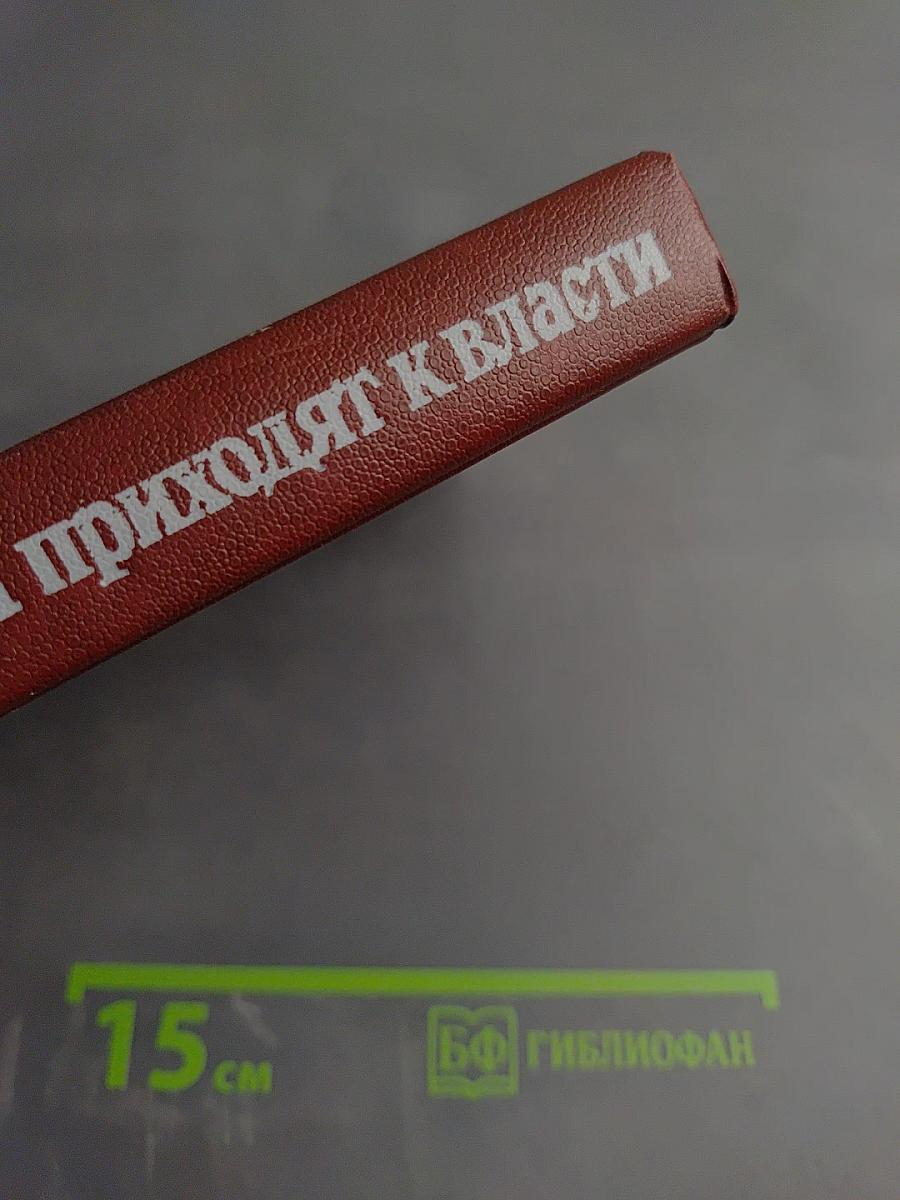 приходят к власти
15 см
БФ ГИБЛИОФАН